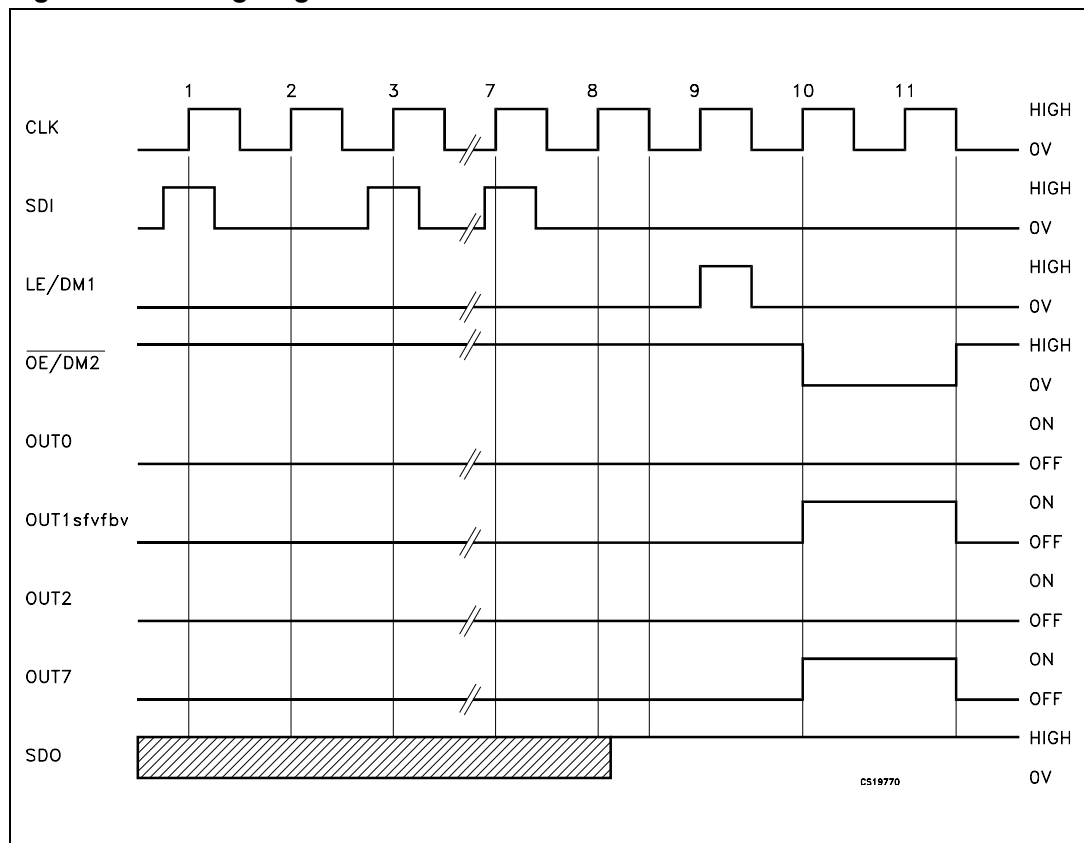 1 2 3 7 8 9 10 11
CLK
HIGH
0V
SDI
HIGH
0V
LE/DM1
HIGH
0V
OE/DM2
HIGH
0V
OUT0
ON
OFF
OUT1sfvfbv
ON
OFF
OUT2
ON
OFF
OUT7
ON
OFF
SDO
HIGH
0V
CS19770